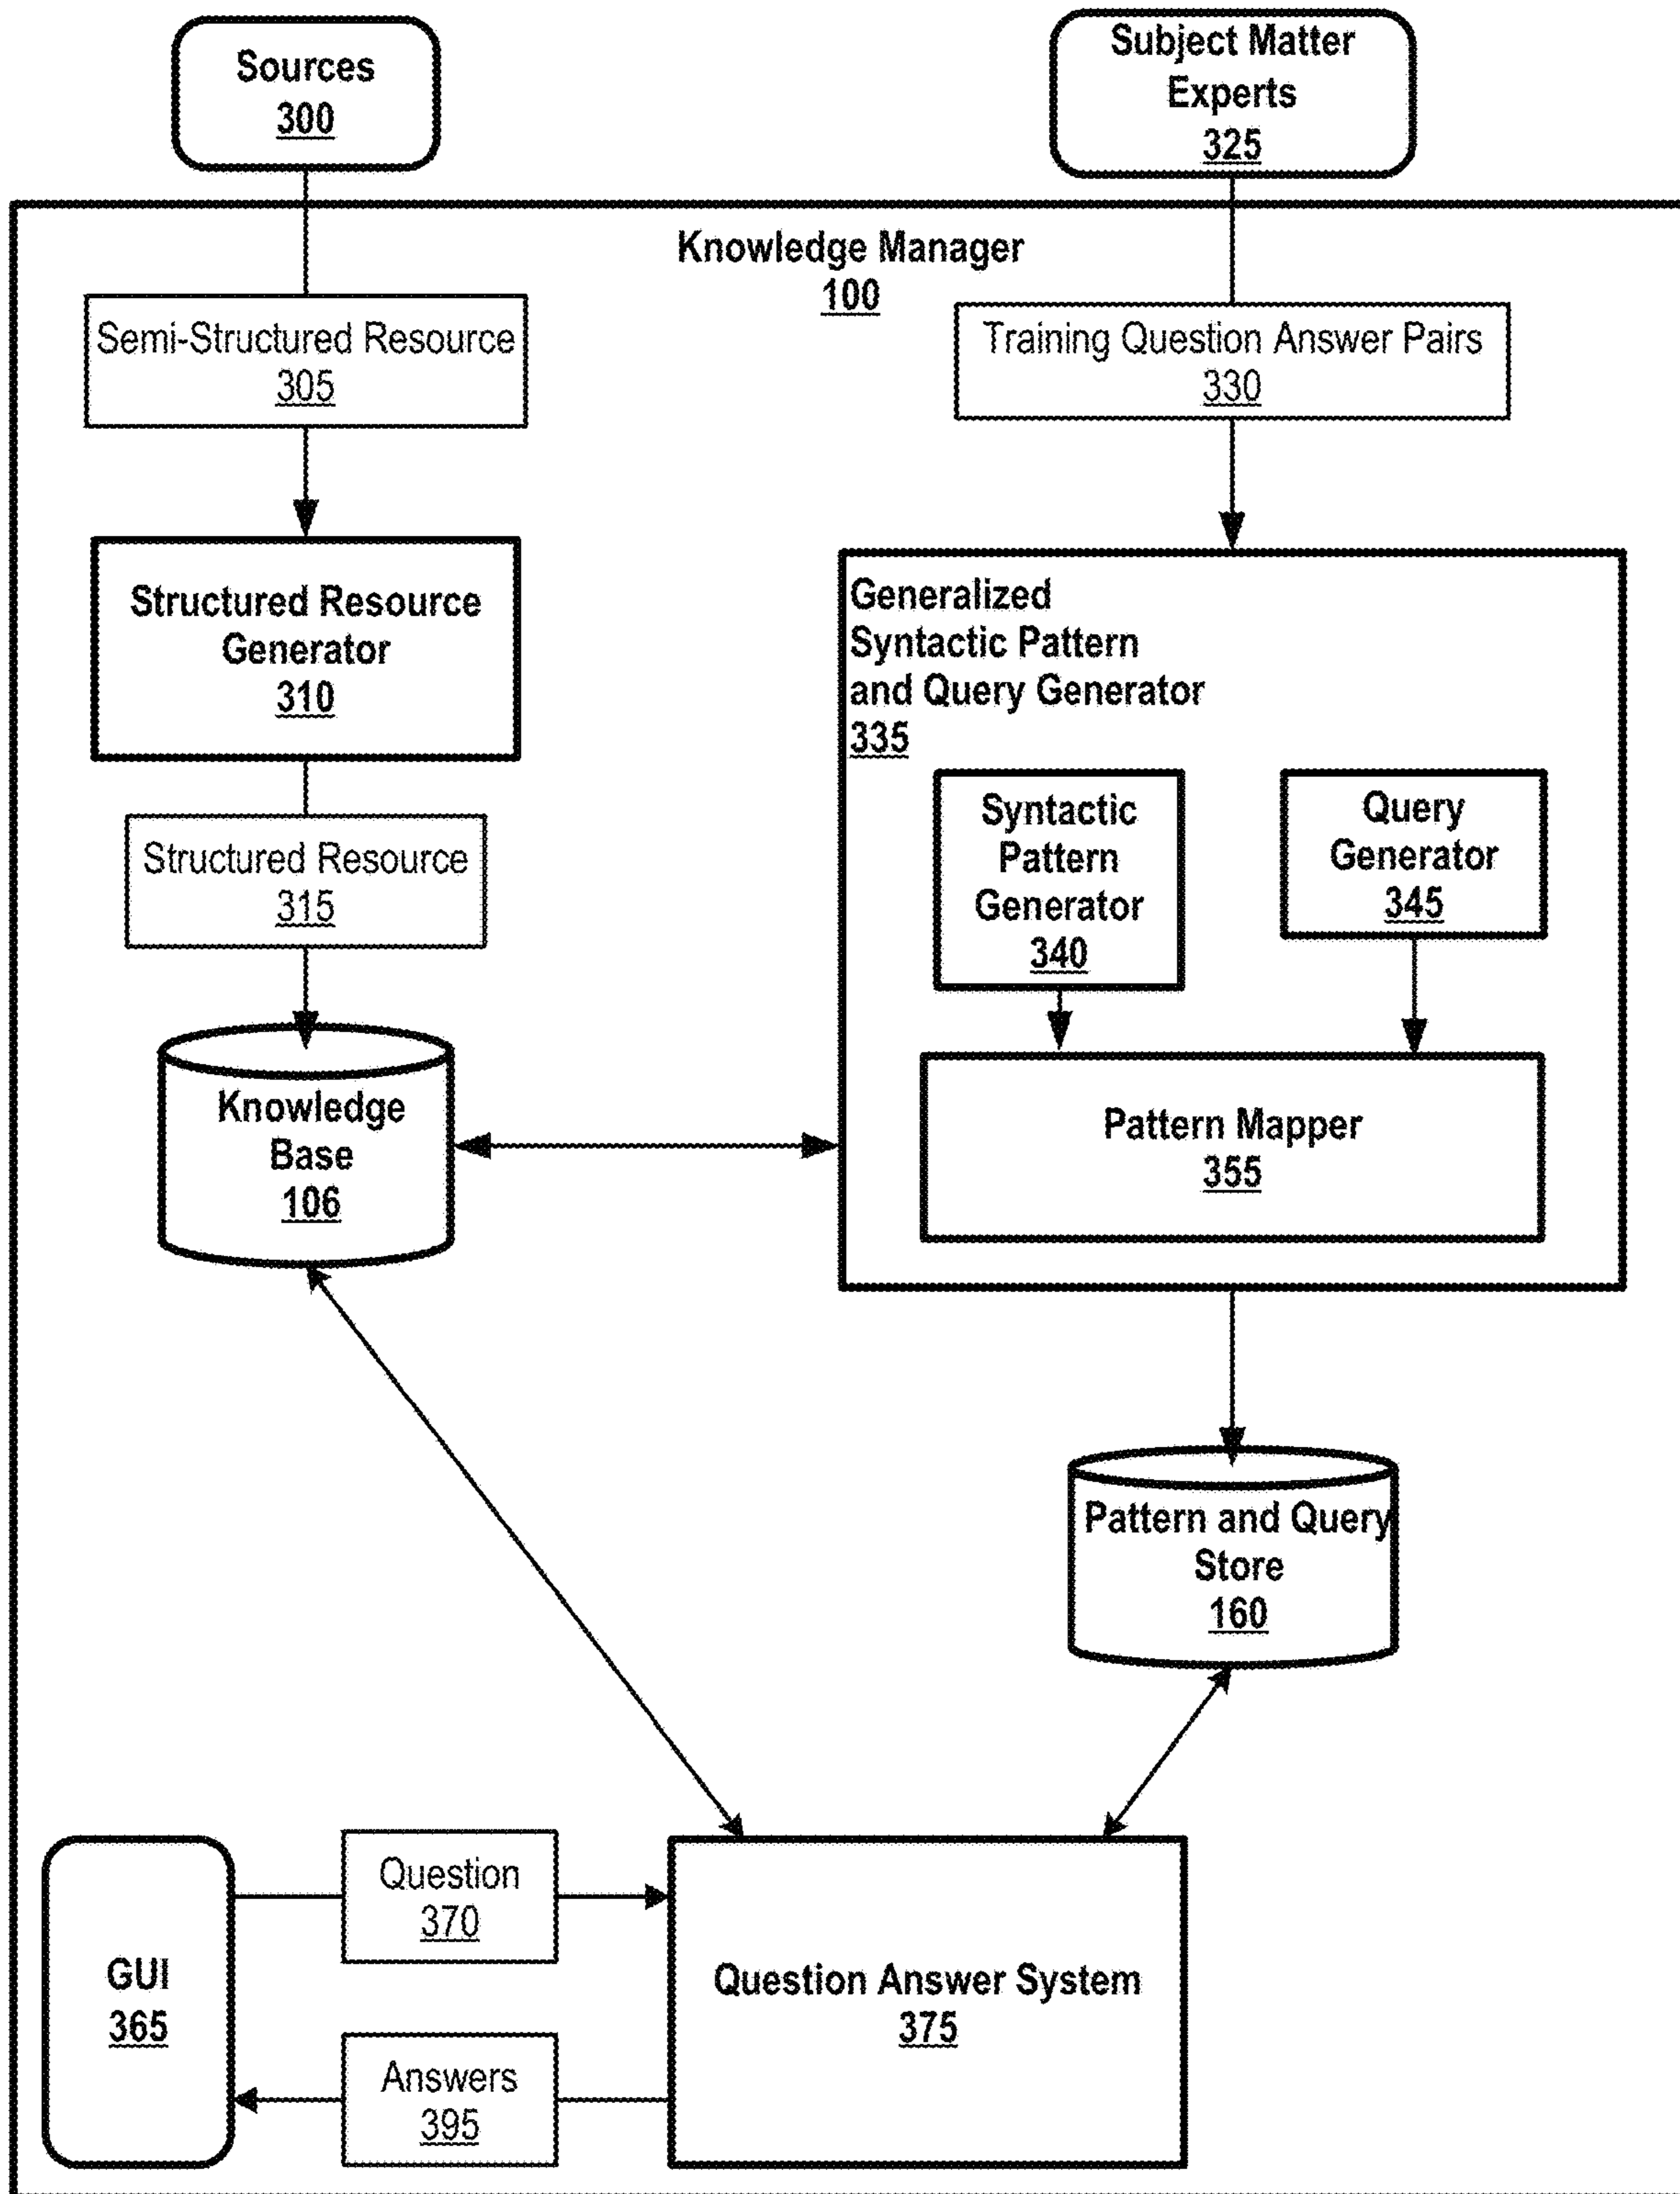 Sources
300
Subject Matter
Experts
325
Knowledge Manager
100
Semi-Structured Resource
305
Training Question Answer Pairs
330
Structured Resource
Generator
310
Generalized
Syntactic Pattern
and Query Generator
335
Syntactic
Pattern
Generator
340
Query
Generator
345
Structured Resource
315
Knowledge
Base
106
Pattern Mapper
355
Pattern and Query
Store
160
Question
370
GUI
365
Question Answer System
375
Answers
395